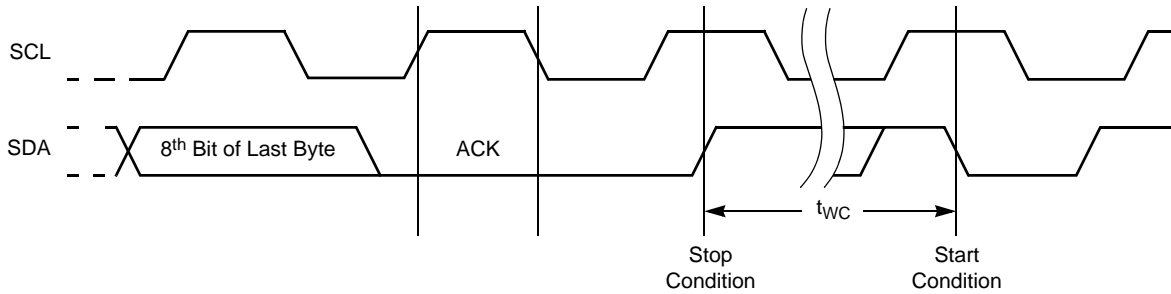 SCL
SDA
8th Bit of Last Byte
ACK
tWC
Stop
Condition
Start
Condition